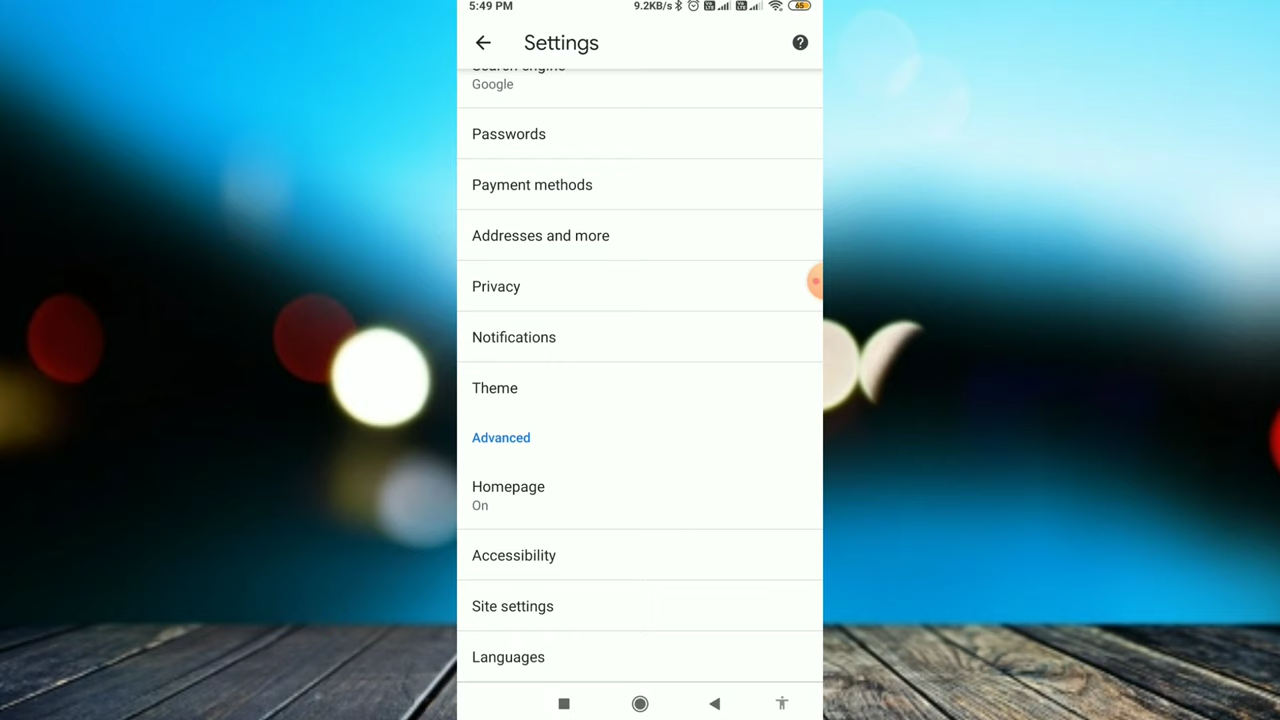 5:49 PM 9.2KB/s 65
Settings
Search engine
Google
Passwords
Payment methods
Addresses and more
Privacy
Notifications
Theme
Advanced
Homepage
On
Accessibility
Site settings
Languages